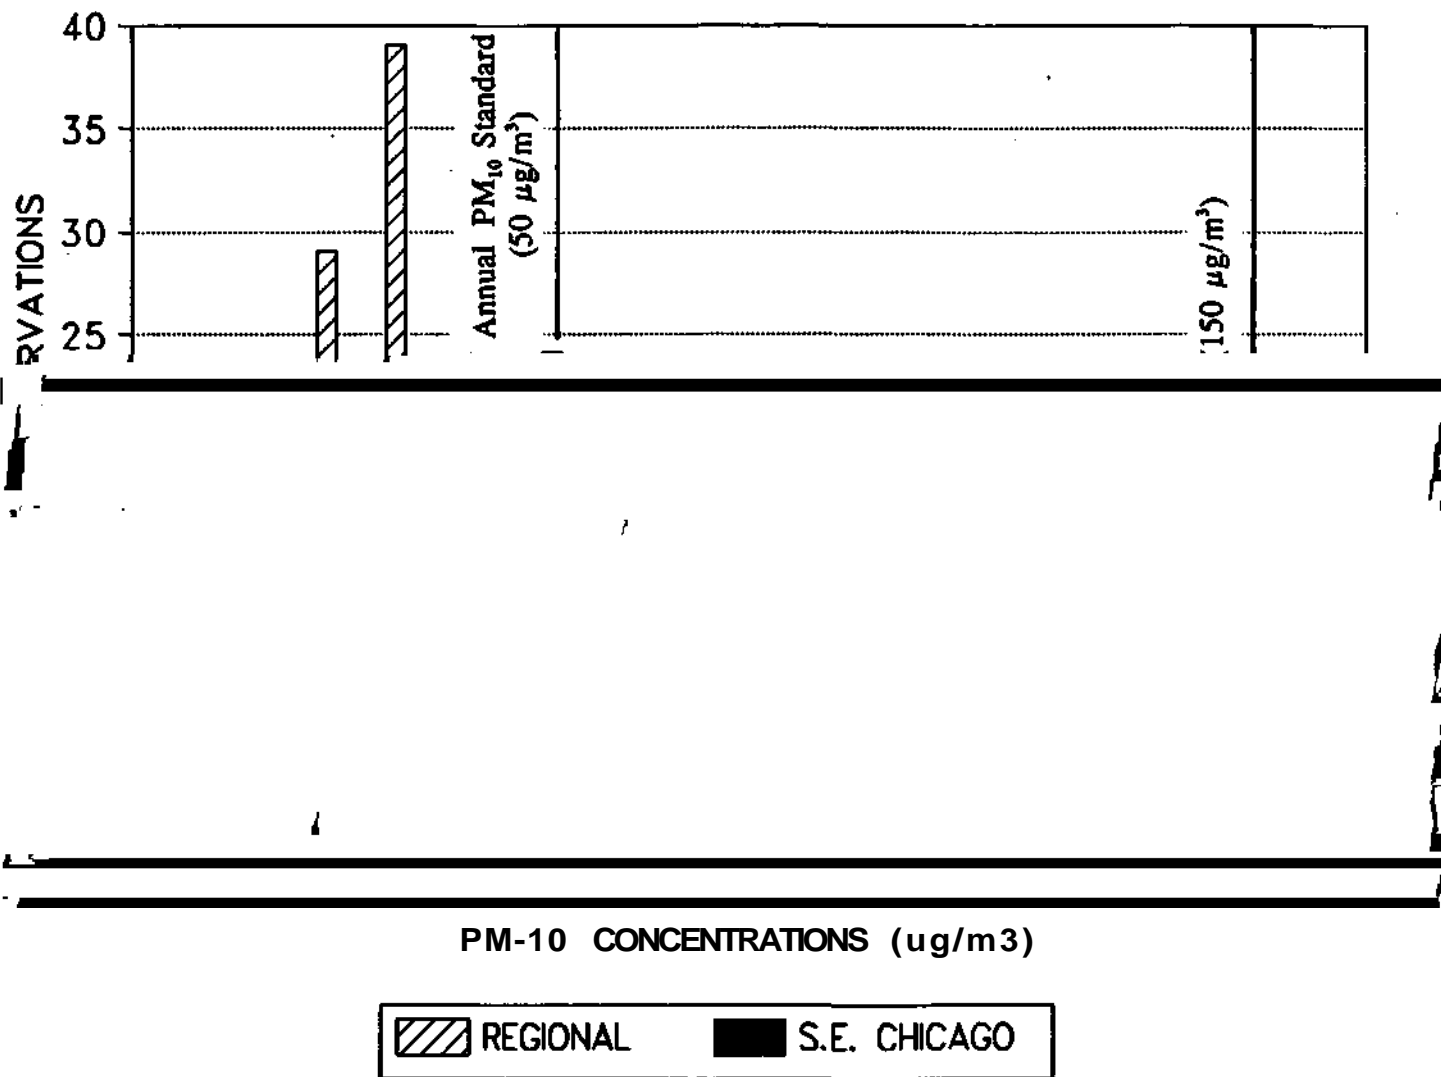 40
35
30
25
RVATIONS
Annual PM₁₀ Standard
(50 µg/m³)
(150 µg/m³)
PM-10 CONCENTRATIONS (ug/m3)
REGIONAL
S.E. CHICAGO